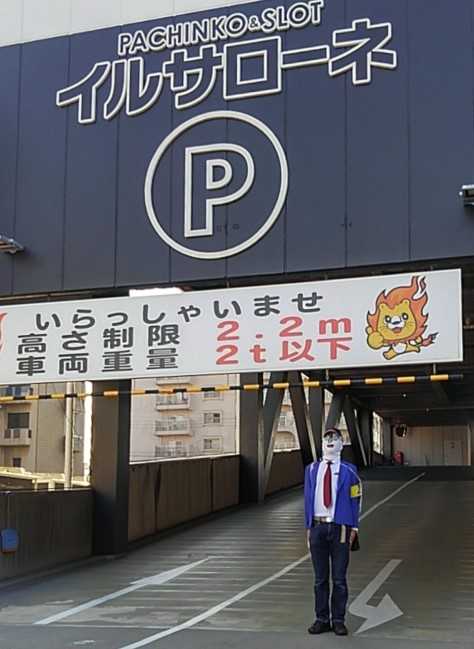 PACHINKO&SLOT
イルサローネ
P
いらっしゃいませ
高さ制限 2.2m
車両重量 2t以下